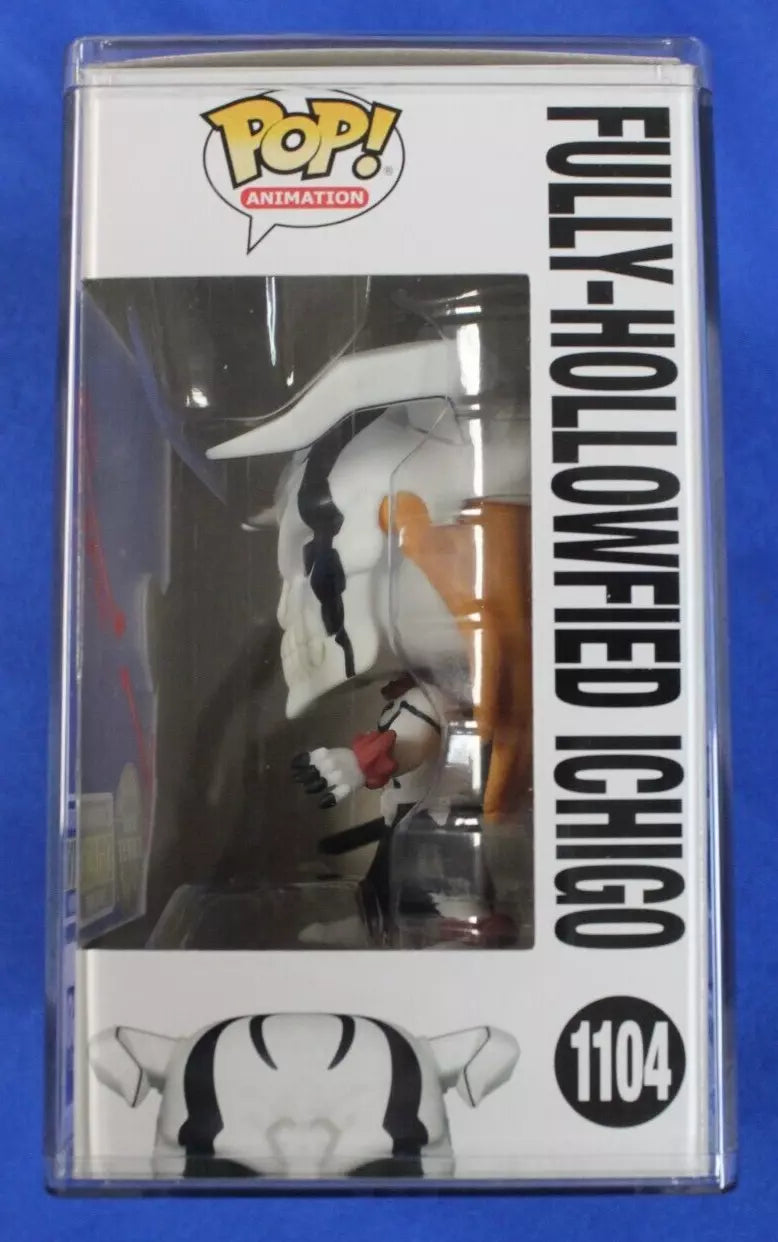 POP!
ANIMATION
FULLY-HOLLOWFIED ICHIGO
1104